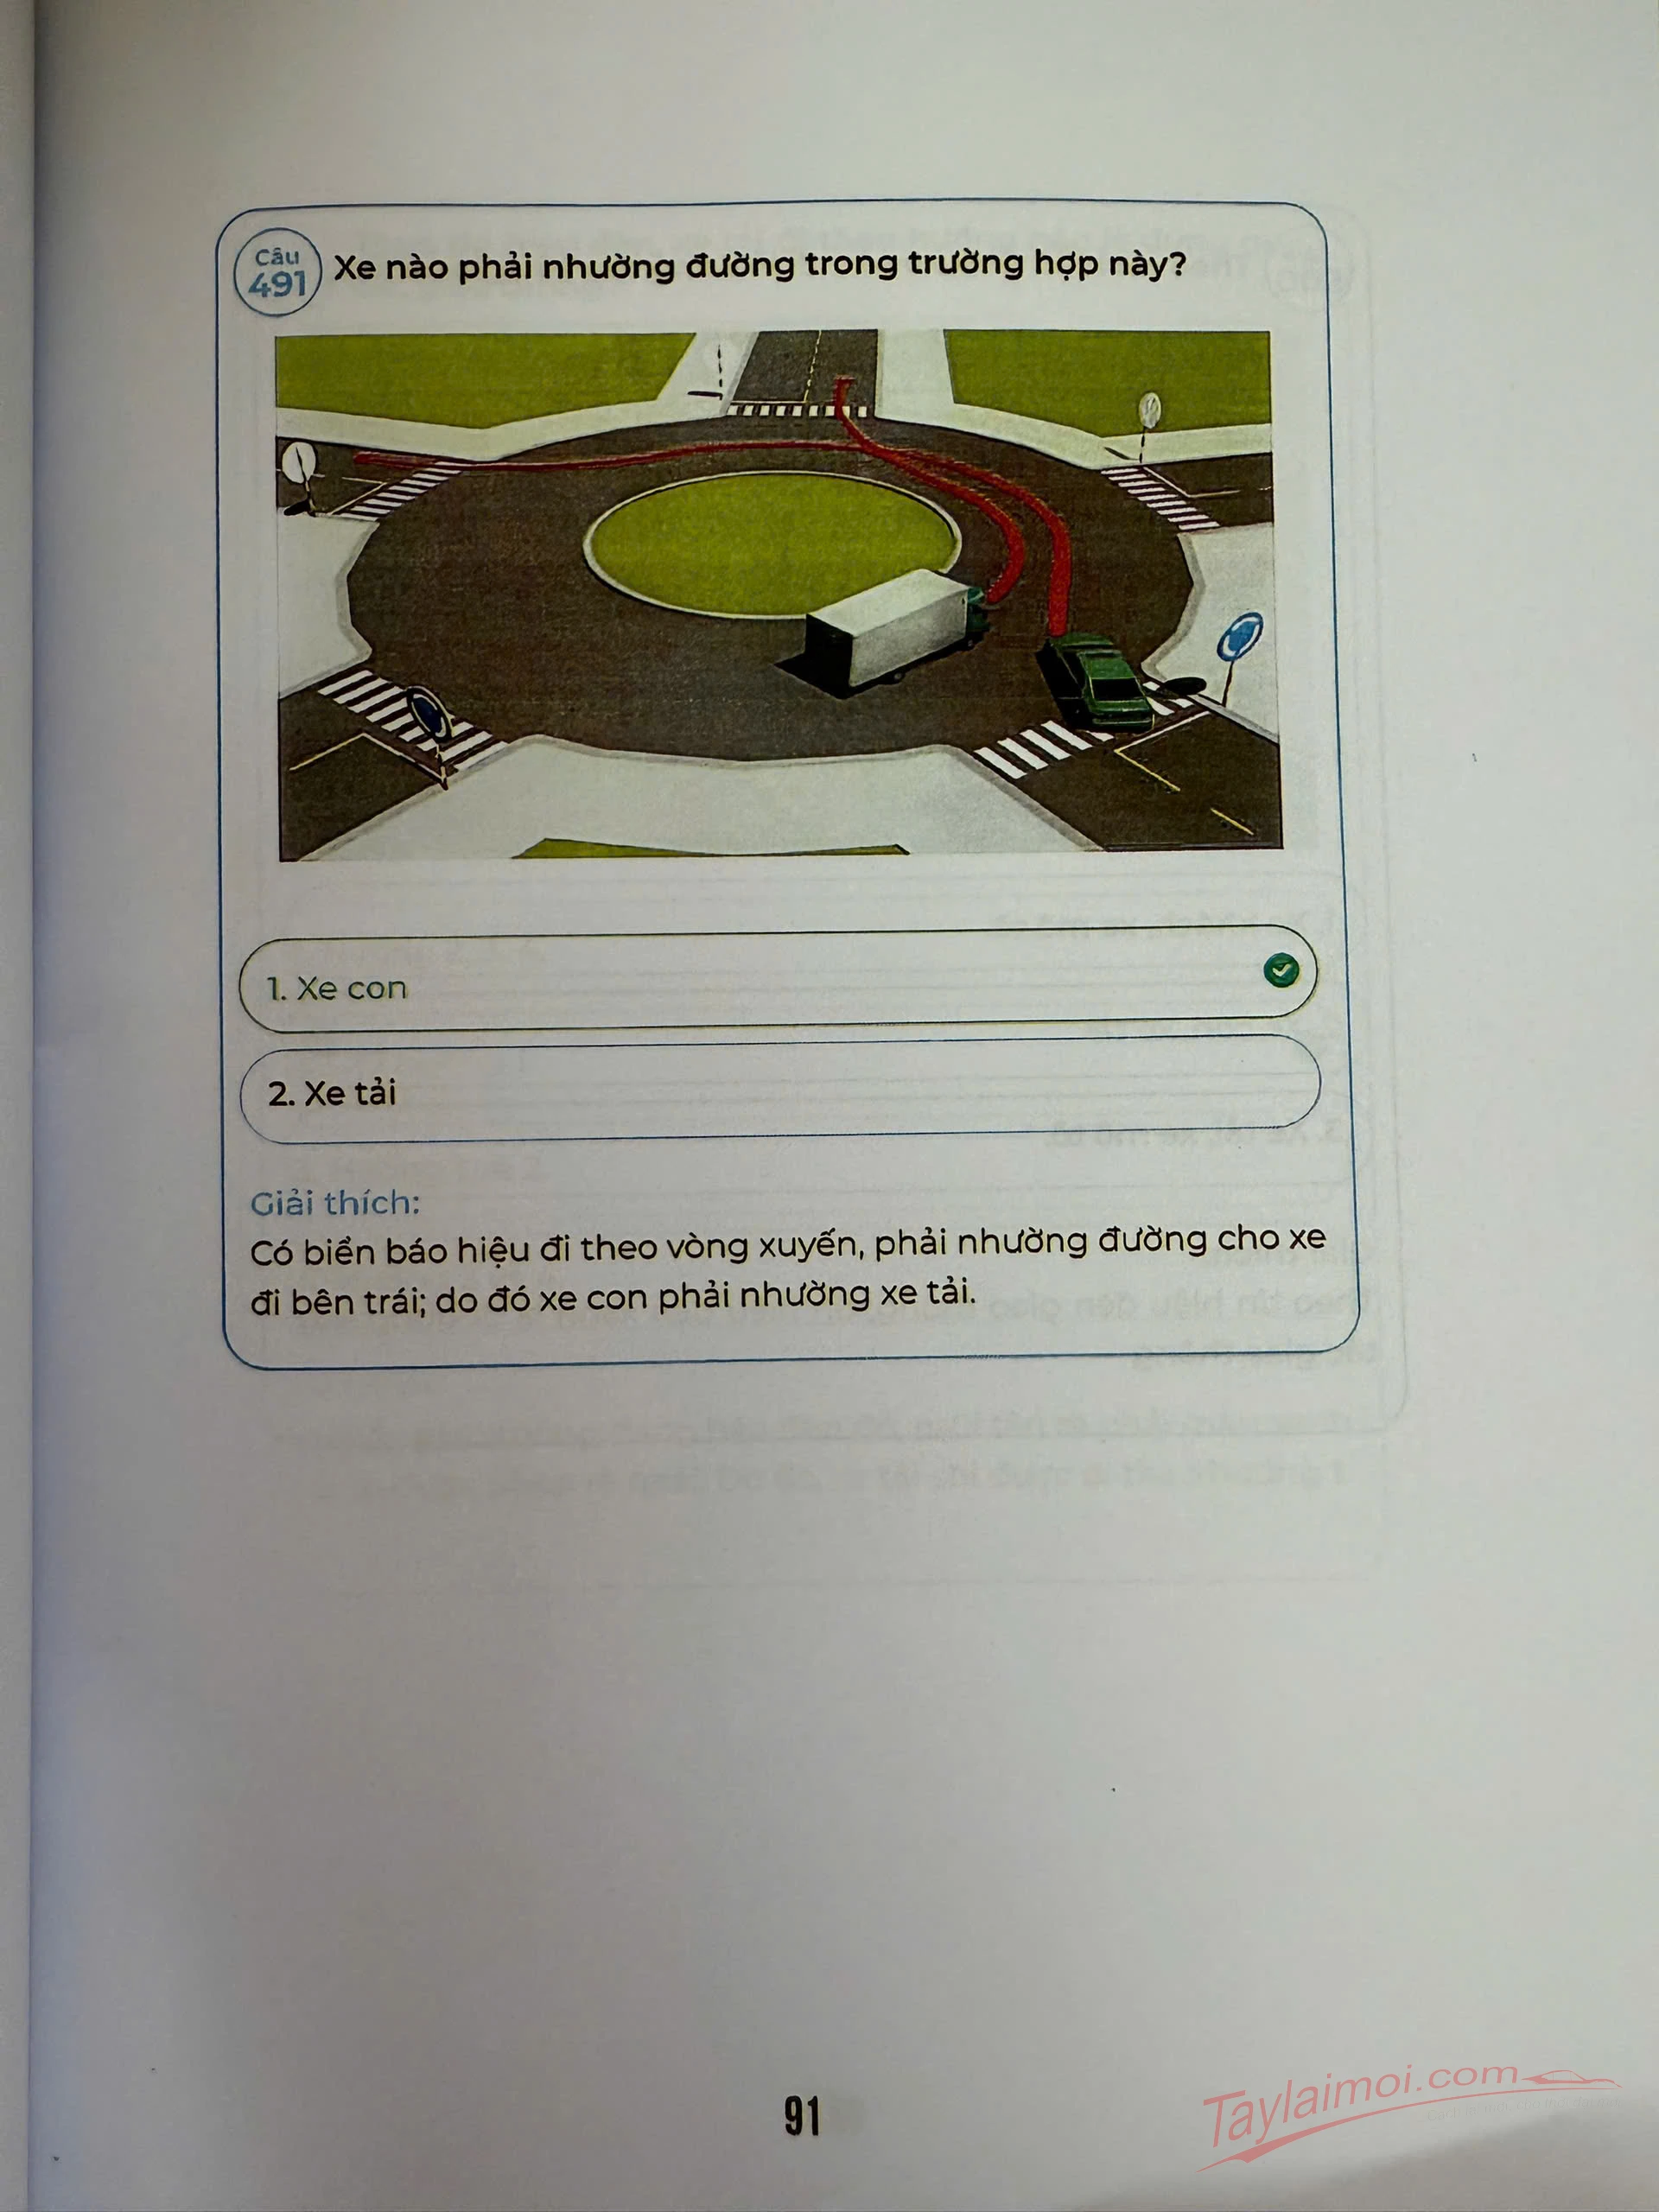 Câu
491
Xe nào phải nhường đường trong trường hợp này?
1. Xe con
2. Xe tải
Giải thích:
Có biển báo hiệu đi theo vòng xuyến, phải nhường đường cho xe
đi bên trái; do đó xe con phải nhường xe tải.
91
Taylaimoi.com